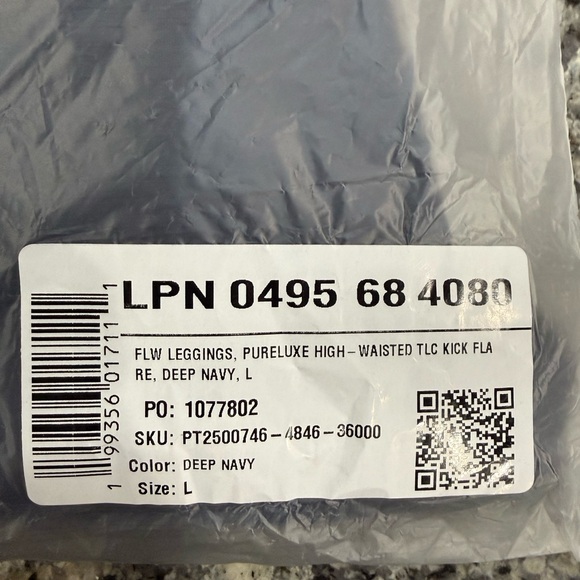 LPN 0495 68 4080
FLW LEGGINGS, PURELUXE HIGH-WAISTED TLC KICK FLA
RE, DEEP NAVY, L
PO: 1077802
SKU: PT2500746-4846-36000
Color: DEEP NAVY
Size: L
1 99356 01711 1